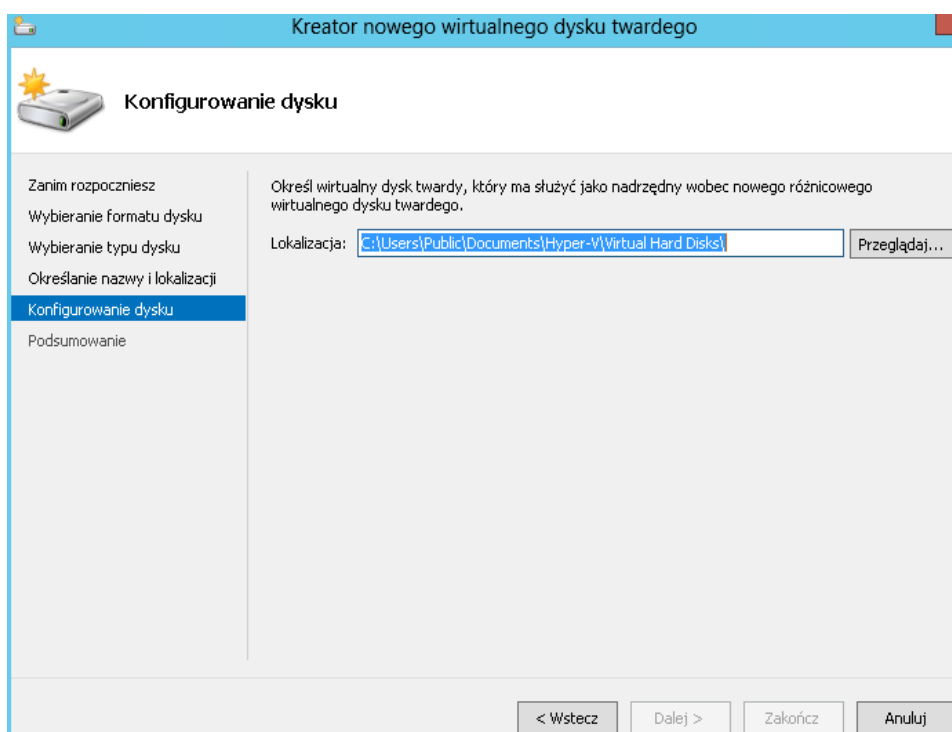 Kreator nowego wirtualnego dysku twardego
Konfigurowanie dysku
Zanim rozpoczniesz
Wybieranie formatu dysku
Wybieranie typu dysku
Określanie nazwy i lokalizacji
Konfigurowanie dysku
Podsumowanie
Określ wirtualny dysk twardy, który ma służyć jako nadrzędny wobec nowego różnicowego
wirtualnego dysku twardego.
Lokalizacja: C:\Users\Public\Documents\Hyper-V\Virtual Hard Disks\ Przeglądaj...
< Wstecz Dalej > Zakończ Anuluj